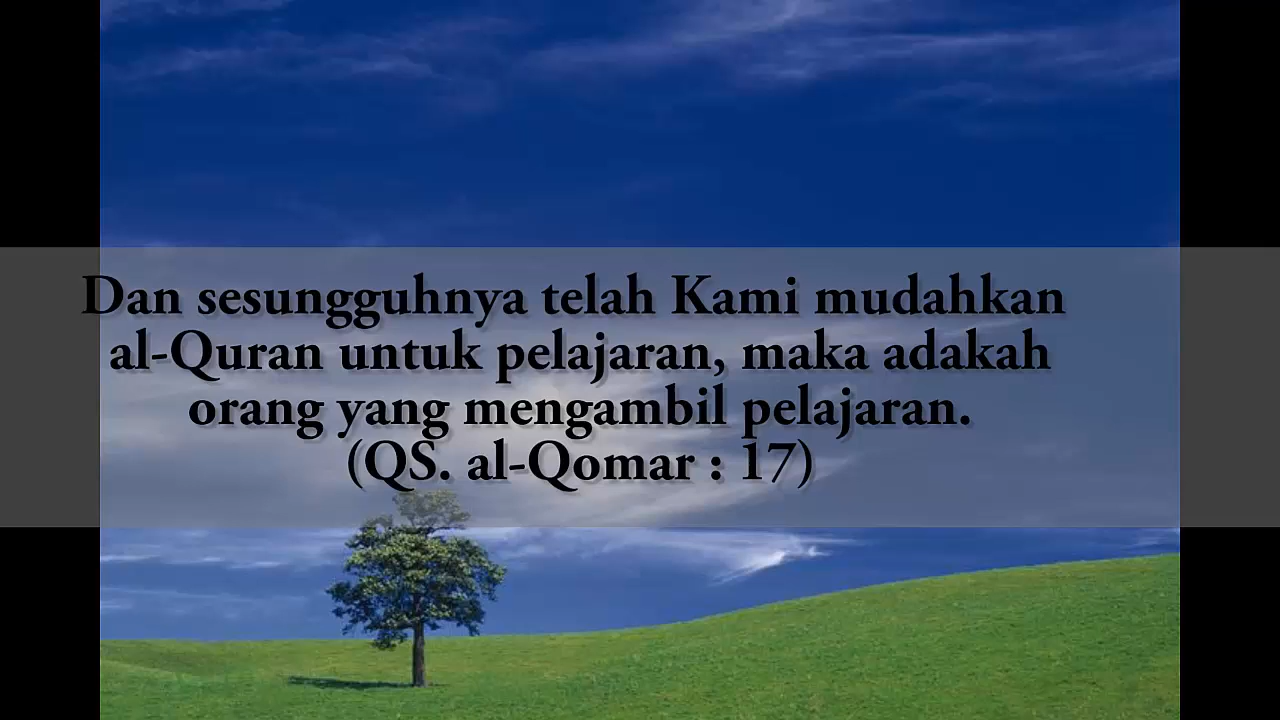 Dan sesungguhnya telah Kami mudahkan
al-Quran untuk pelajaran, maka adakah
orang yang mengambil pelajaran.
(QS. al-Qomar : 17)